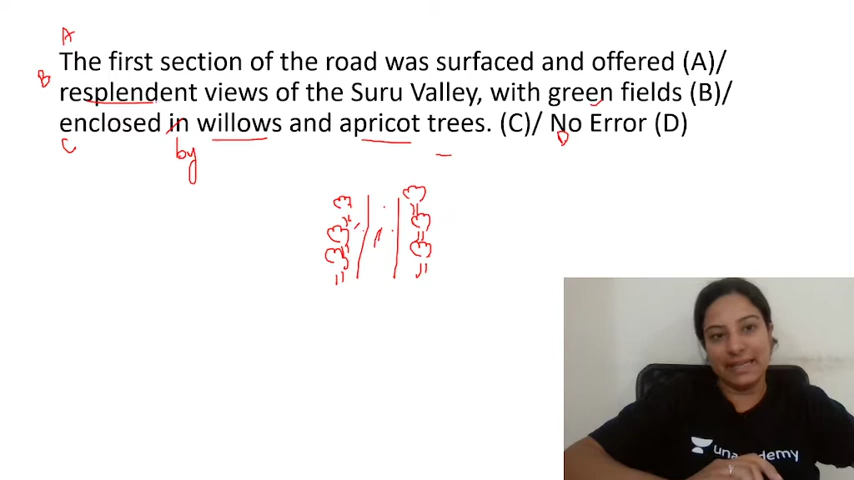 A
The first section of the road was surfaced and offered (A)/
B
resplendent views of the Suru Valley, with green fields (B)/
enclosed in willows and apricot trees. (C)/ No Error (D)
C
by
D
unacademy